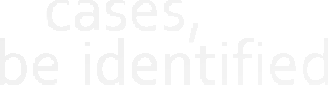 cases,
be identified